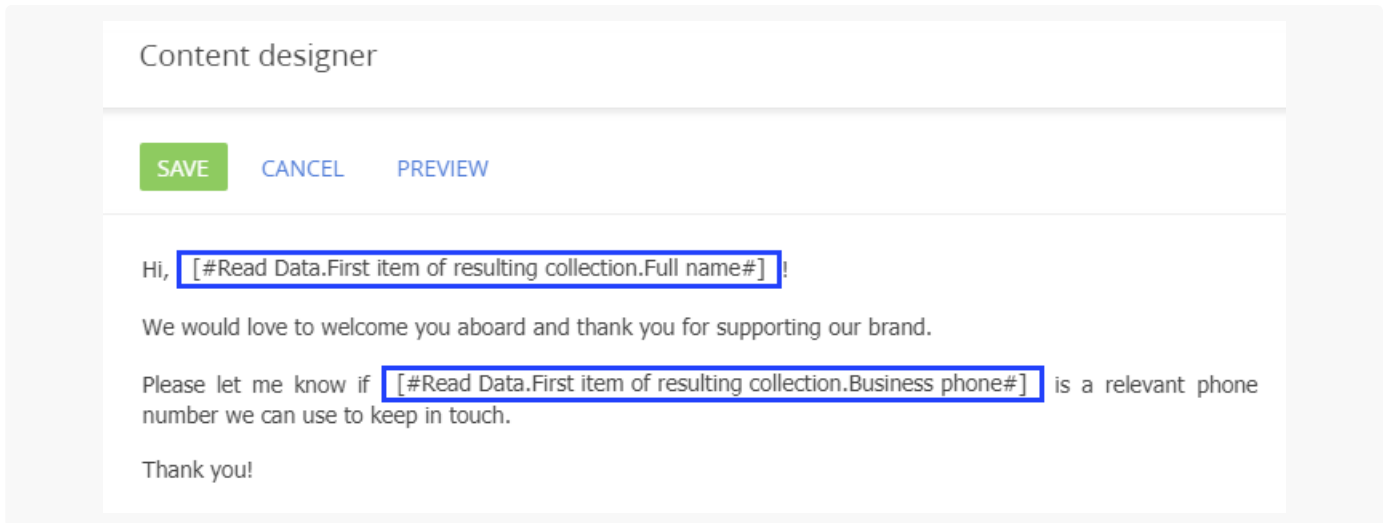 Content designer
SAVE CANCEL PREVIEW
Hi, [#Read Data.First item of resulting collection.Full name#] !
We would love to welcome you aboard and thank you for supporting our brand.
Please let me know if [#Read Data.First item of resulting collection.Business phone#] is a relevant phone
number we can use to keep in touch.
Thank you!